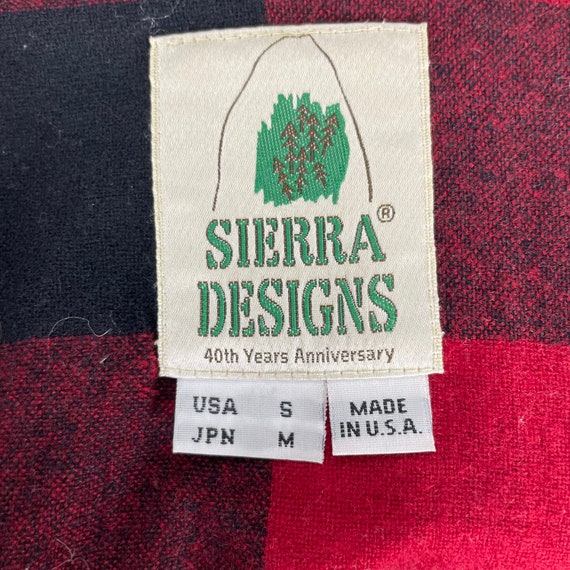 SIERRA®
DESIGNS
40th Years Anniversary
USA S
JPN M
MADE
IN U.S.A.